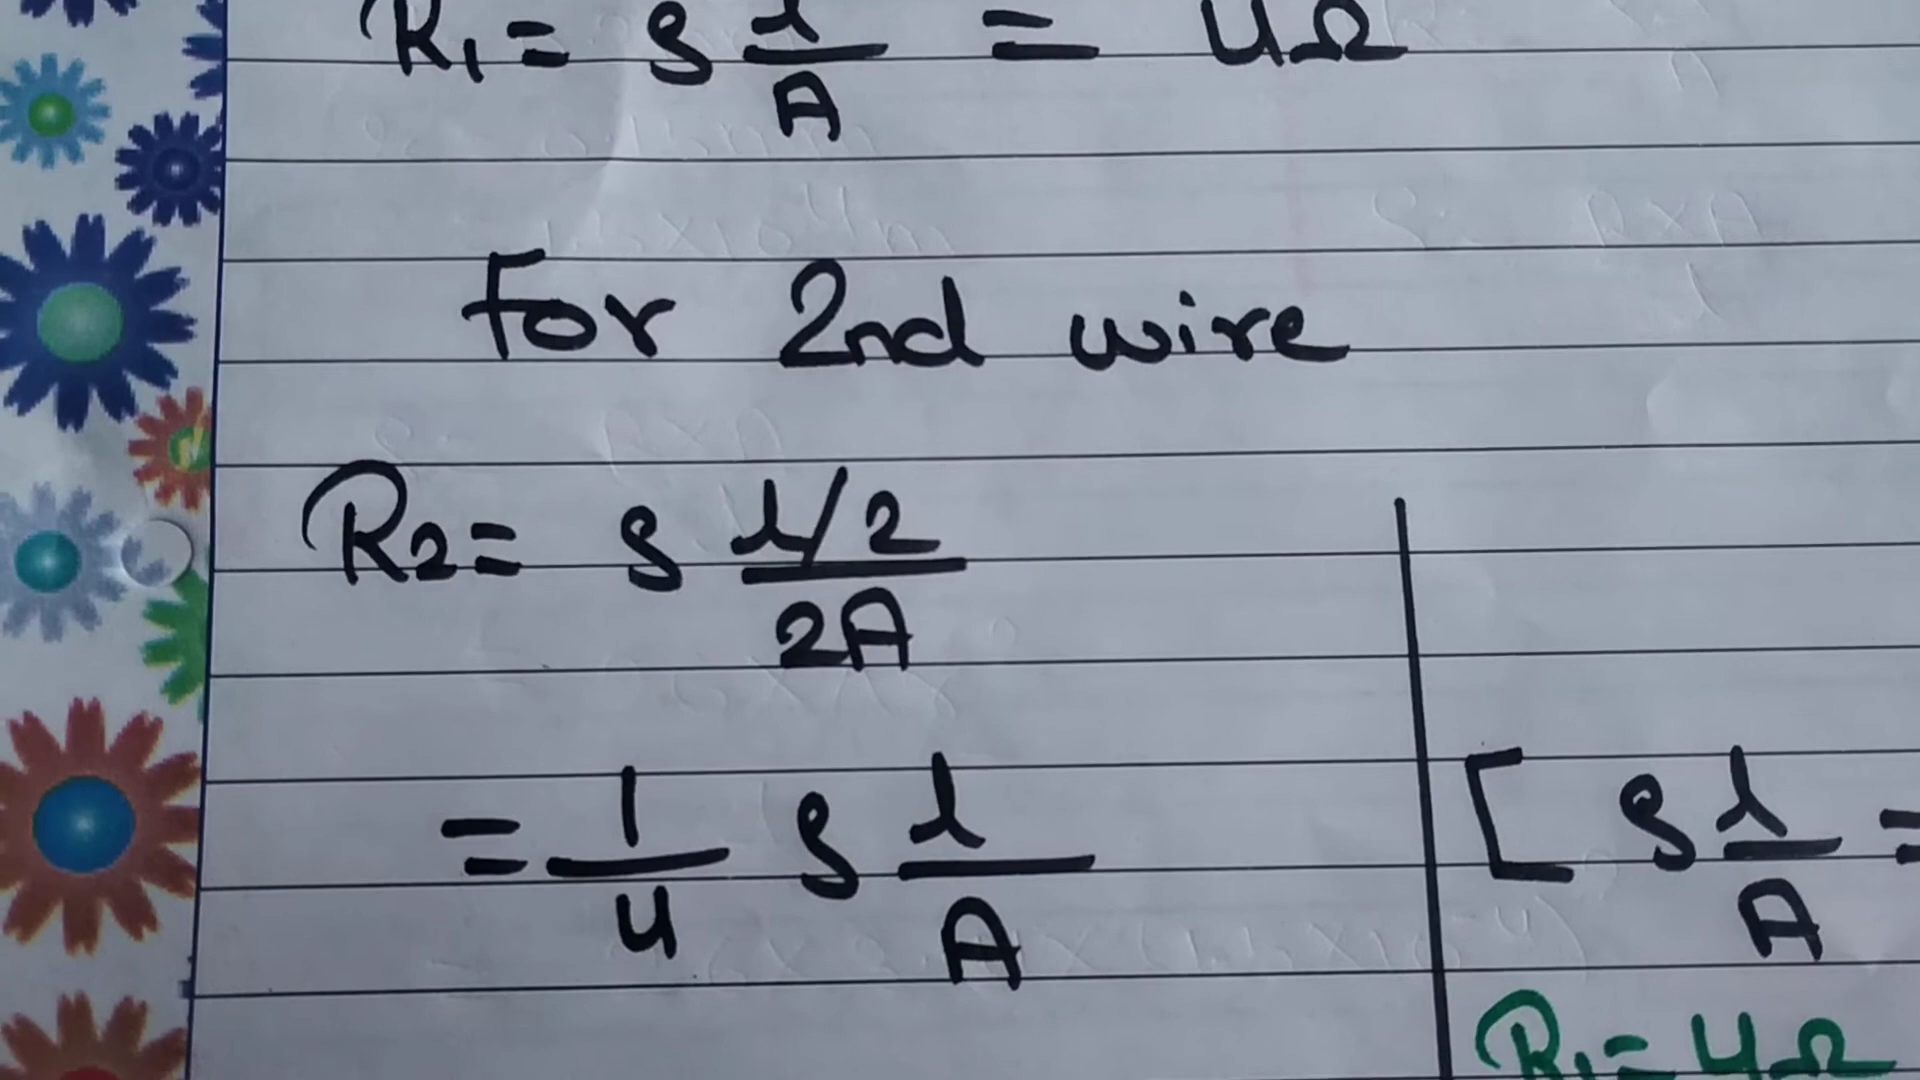 R₁ = ρ l/A = 4Ω
For 2nd wire
R₂ = ρ (l/2)/2A
= 1/4 ρ l/A
[ρ l/A =
R₁ = 4Ω